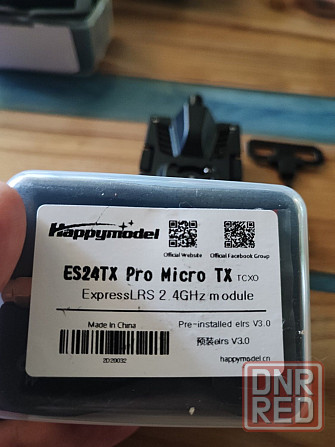 Happymodel
Official Website
Official Facebook Group
ES24TX Pro Micro TX TCXO
ExpressLRS 2.4GHz module
Made in China
Pre-installed elrs V3.0
预装elrs V3.0
2D29032
happymodel.cn
DNR
RED